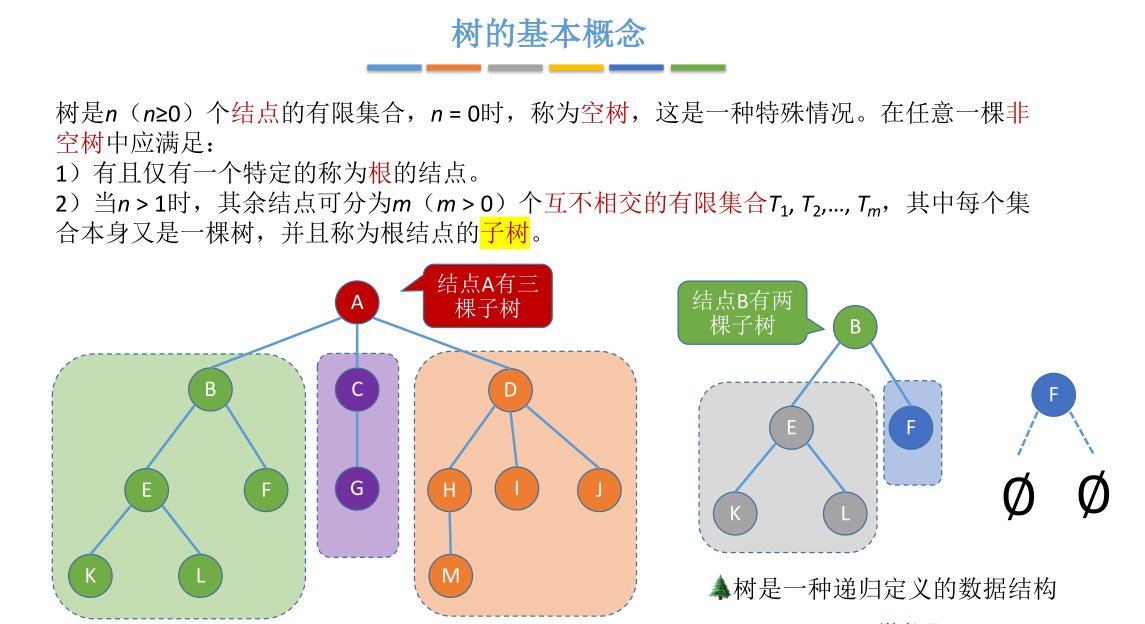 树的基本概念
树是n（n≥0）个结点的有限集合，n = 0时，称为空树，这是一种特殊情况。在任意一棵非
空树中应满足：
1）有且仅有一个特定的称为根的结点。
2）当n > 1时，其余结点可分为m（m > 0）个互不相交的有限集合T1, T2,…, Tm，其中每个集
合本身又是一棵树，并且称为根结点的子树。
A
结点A有三
棵子树
B
C
D
E
F
G
H
I
J
K
L
M
结点B有两
棵子树
B
E
F
K
L
F
Ø
Ø
树是一种递归定义的数据结构